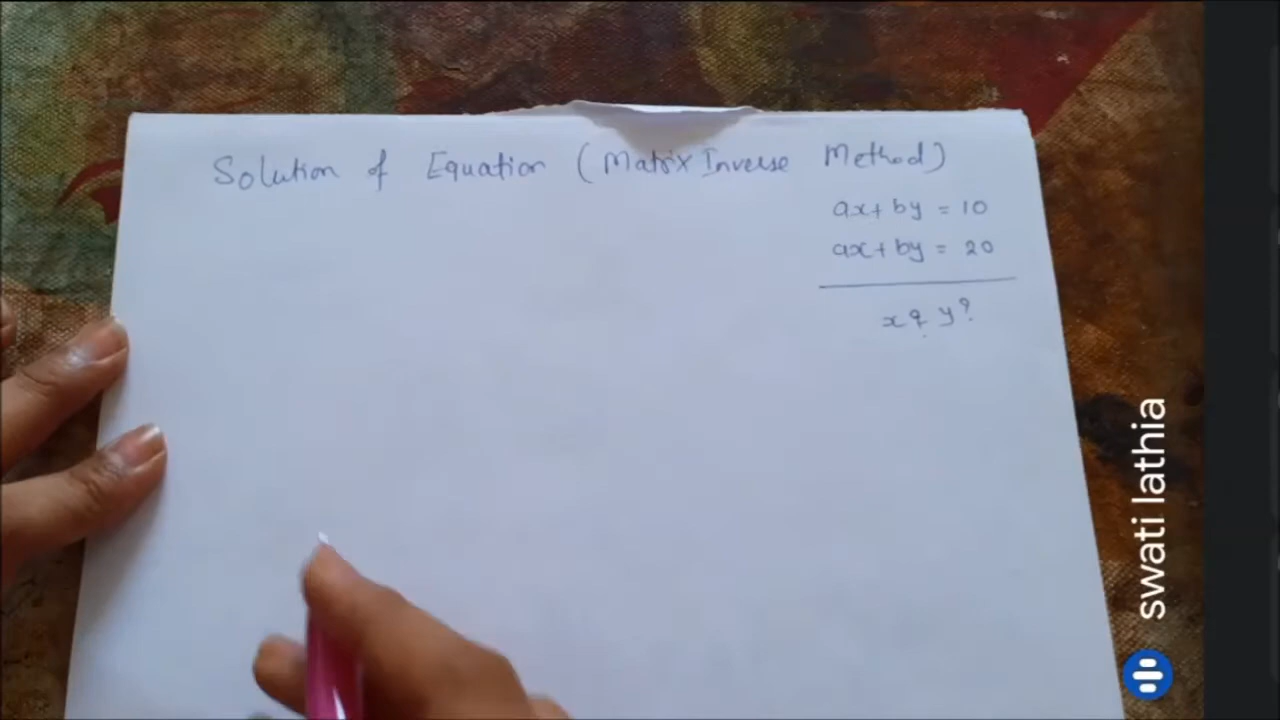 Solution of Equation (Matrix Inverse Method)
ax + by = 10
ax + by = 20
x & y?
swati lathia